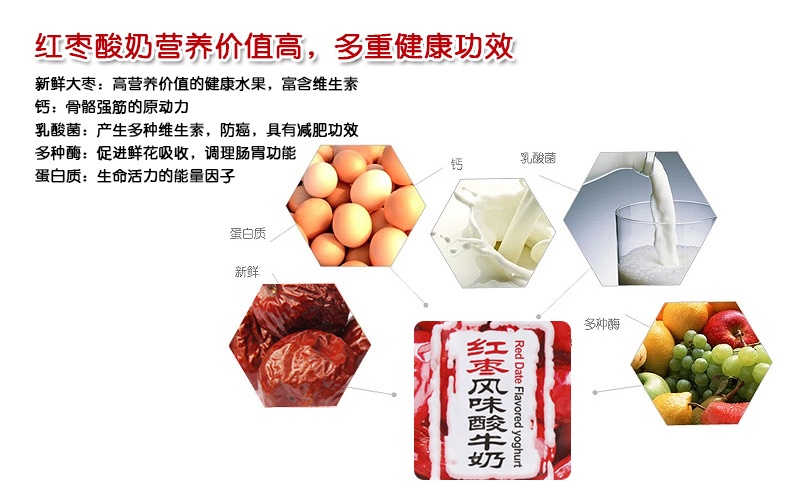 红枣酸奶营养价值高，多重健康功效
新鲜大枣：高营养价值的健康水果，富含维生素
钙：骨骼强筋的原动力
乳酸菌：产生多种维生素，防癌，具有减肥功效
多种酶：促进鲜花吸收，调理肠胃功能
蛋白质：生命活力的能量因子
钙
乳酸菌
蛋白质
新鲜
多种酶
红枣风味酸牛奶
Red Date Flavored yoghurt